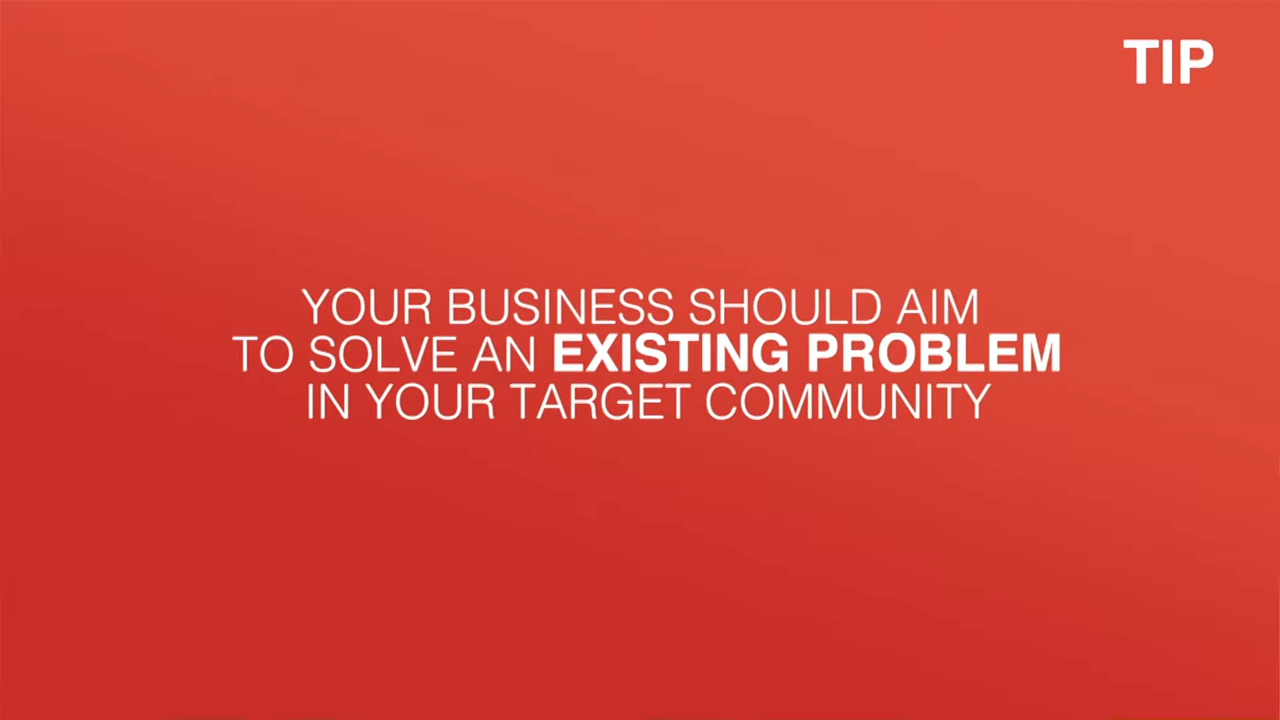 TIP
YOUR BUSINESS SHOULD AIM
TO SOLVE AN EXISTING PROBLEM
IN YOUR TARGET COMMUNITY